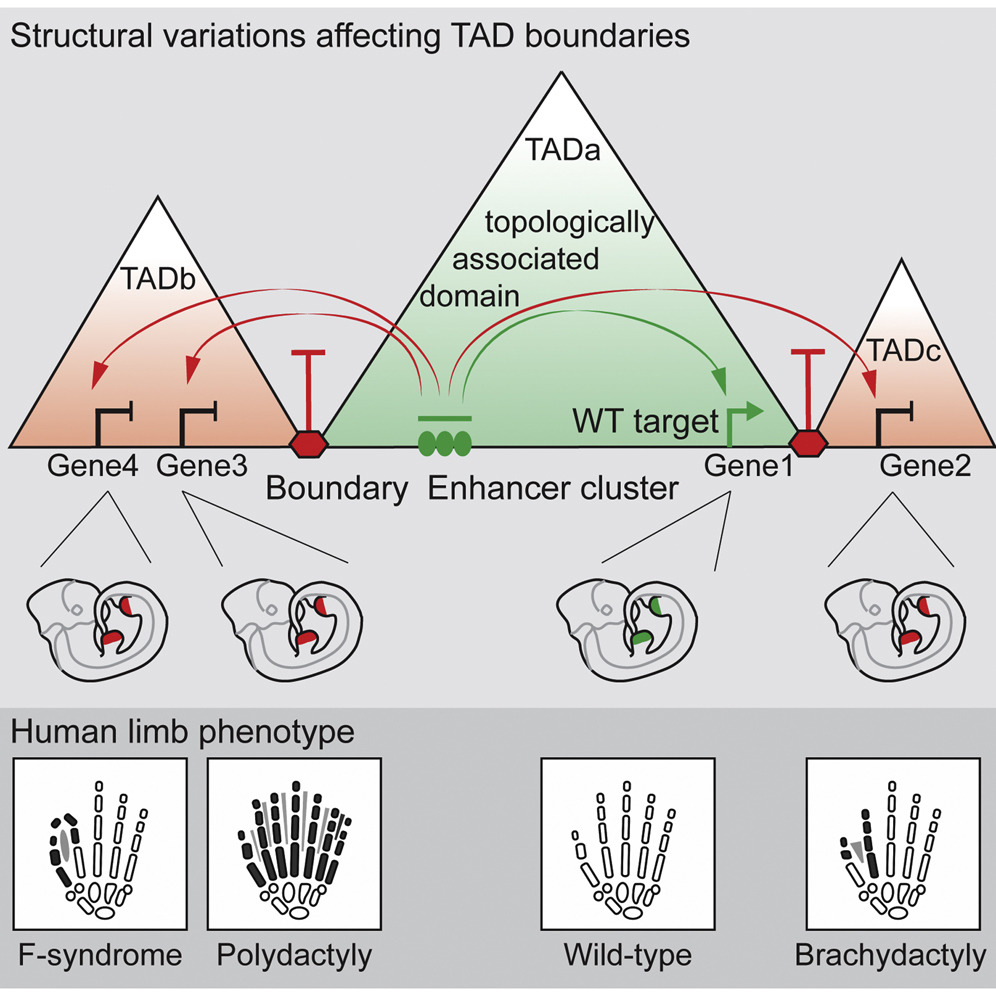 Structural variations affecting TAD boundaries
TADa
topologically
associated
domain
TADb
TADc
WT target
Gene4
Gene3
Gene1
Gene2
Boundary
Enhancer cluster
Human limb phenotype
F-syndrome
Polydactyly
Wild-type
Brachydactyly